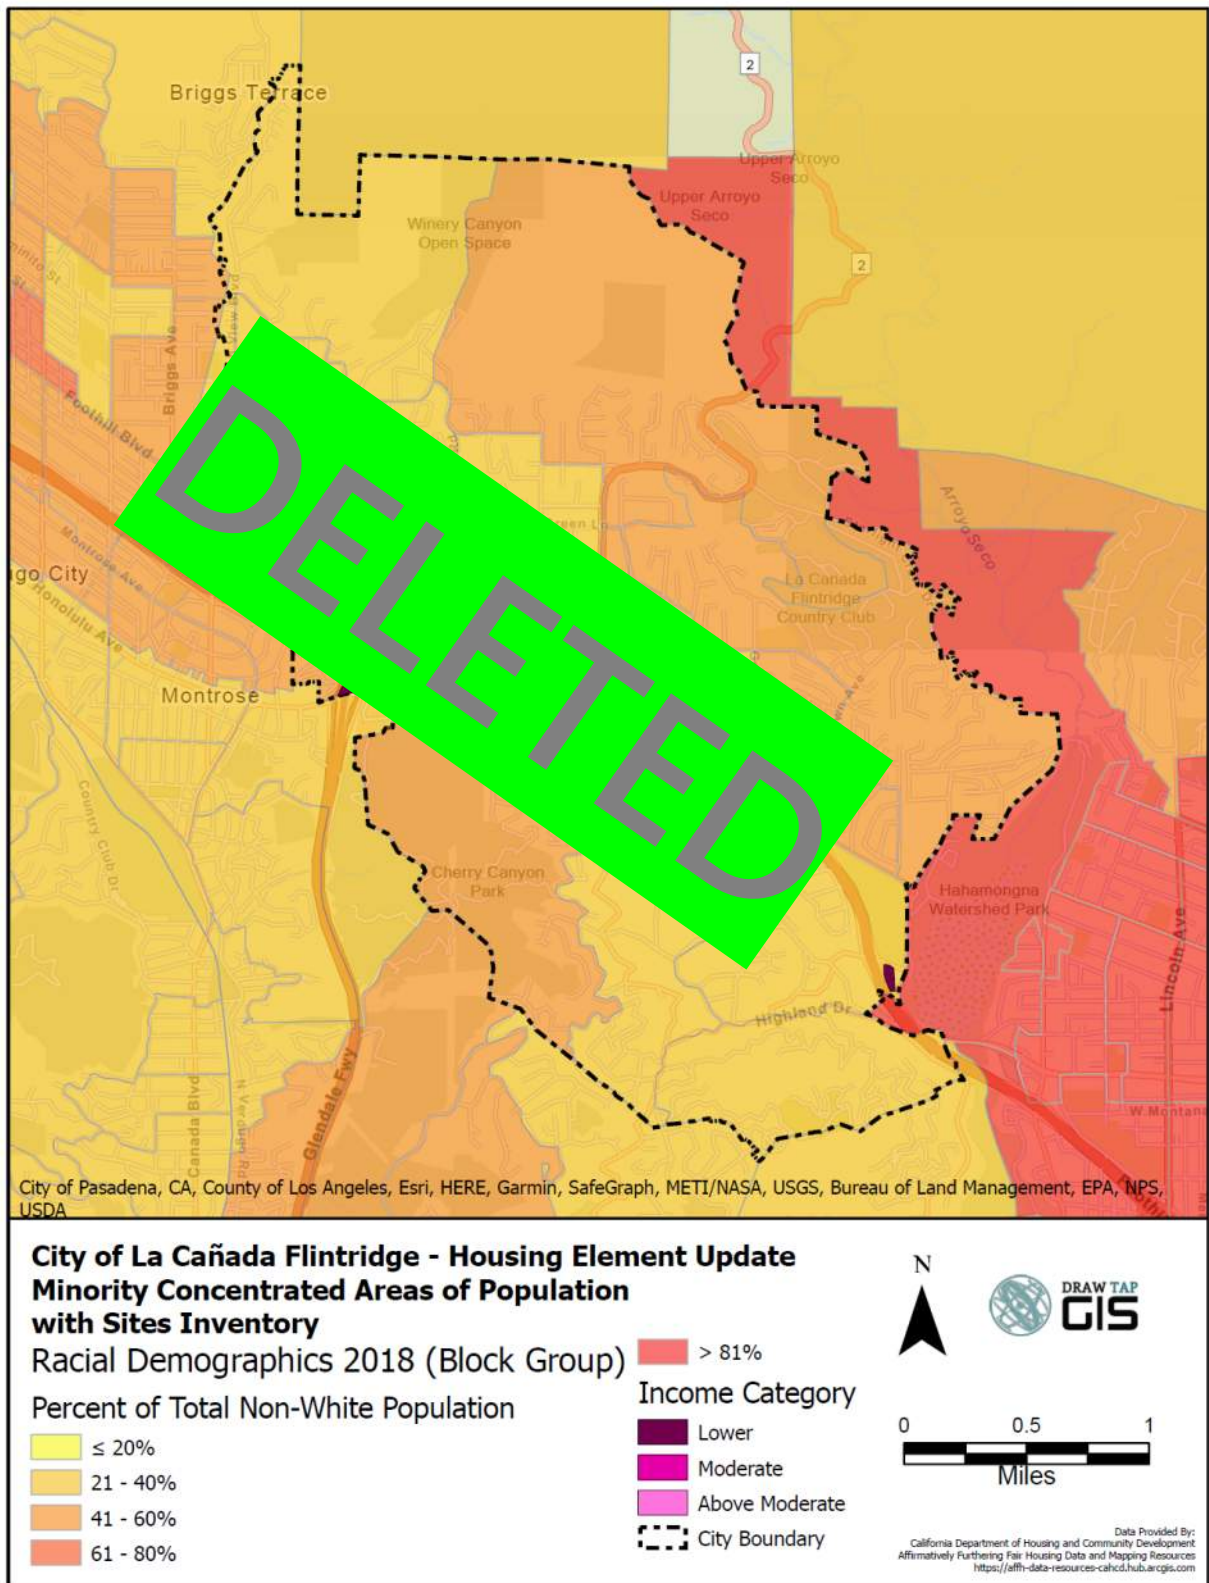 Briggs Terrace
2
Upper Arroyo
Seco
Upper Arroyo
Seco
Winery Canyon
Open Space
2
Briggs Ave
Foothill Blvd
DELETED
Arroyo Seco
Montrose Ave
Honolulu Ave
La Canada
Flintridge
Country Club
Montrose
Country Club Dr
Cherry Canyon
Park
Hahamongna
Watershed Park
Lincoln Ave
Highland Dr
Glendale Fwy
Canada Blvd
N Verdugo Rd
City of Pasadena, CA, County of Los Angeles, Esri, HERE, Garmin, SafeGraph, METI/NASA, USGS, Bureau of Land Management, EPA, NPS,
USDA
City of La Cañada Flintridge - Housing Element Update
Minority Concentrated Areas of Population
with Sites Inventory
Racial Demographics 2018 (Block Group)
Percent of Total Non-White Population
≤ 20%
21 - 40%
41 - 60%
61 - 80%
> 81%
Income Category
Lower
Moderate
Above Moderate
City Boundary
N
DRAW TAP
GIS
0 0.5 1
Miles
Data Provided By:
California Department of Housing and Community Development
Affirmatively Furthering Fair Housing Data and Mapping Resources
https://affh-data-resources-cahcd.hub.arcgis.com